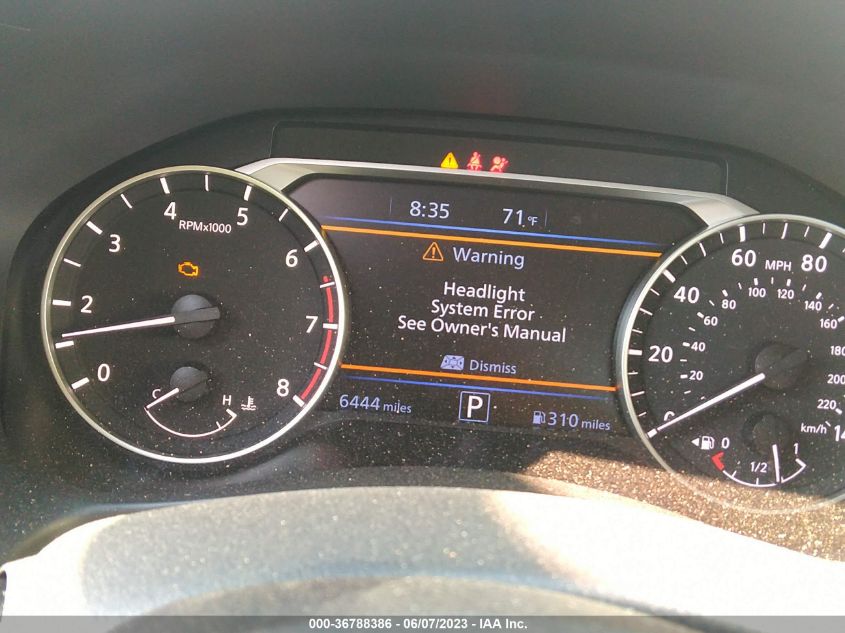 8:35 71°F
Warning
Headlight
System Error
See Owner's Manual
Dismiss
6444 miles P 310 miles
RPMx1000
0 2 3 4 5 6 7 8
C H
MPH
0 20 40 60 80
20 40 60 80 100 120 140 160 180 200 220
km/h
0 1/2 1
000-36788386 - 06/07/2023 - IAA Inc.